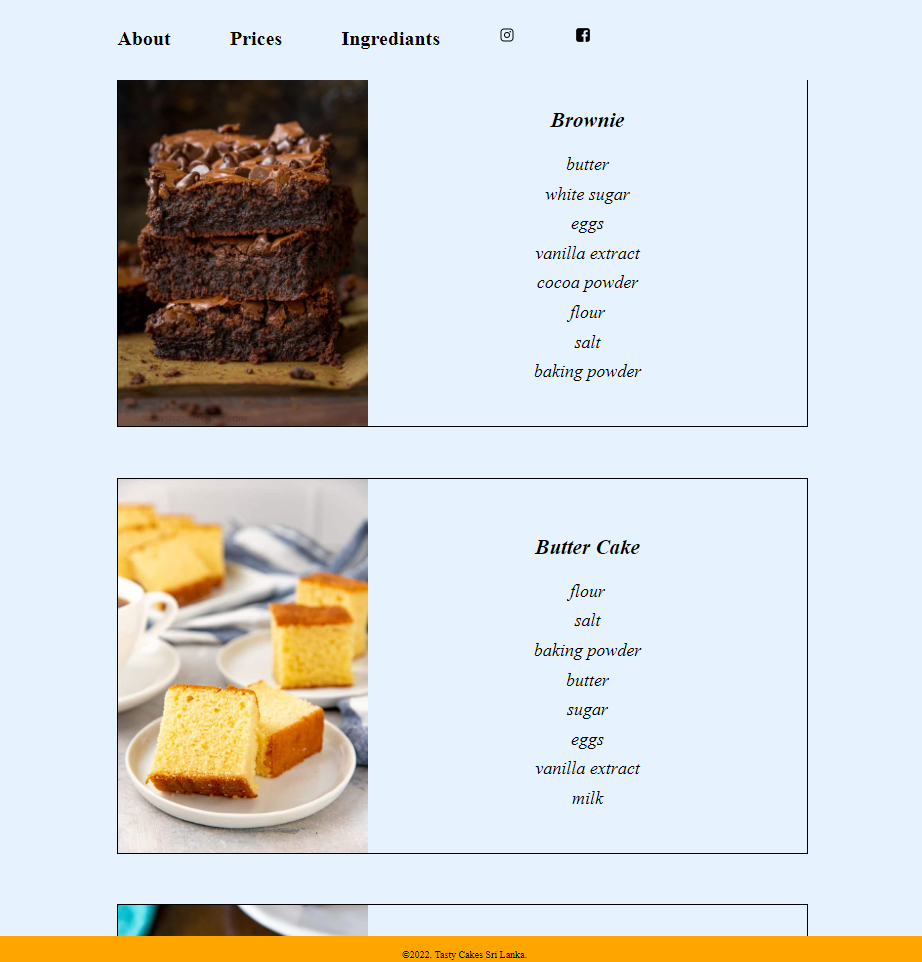 About Prices Ingrediants
Brownie
butter
white sugar
eggs
vanilla extract
cocoa powder
flour
salt
baking powder
Butter Cake
flour
salt
baking powder
butter
sugar
eggs
vanilla extract
milk
©2022. Tasty Cakes Sri Lanka.